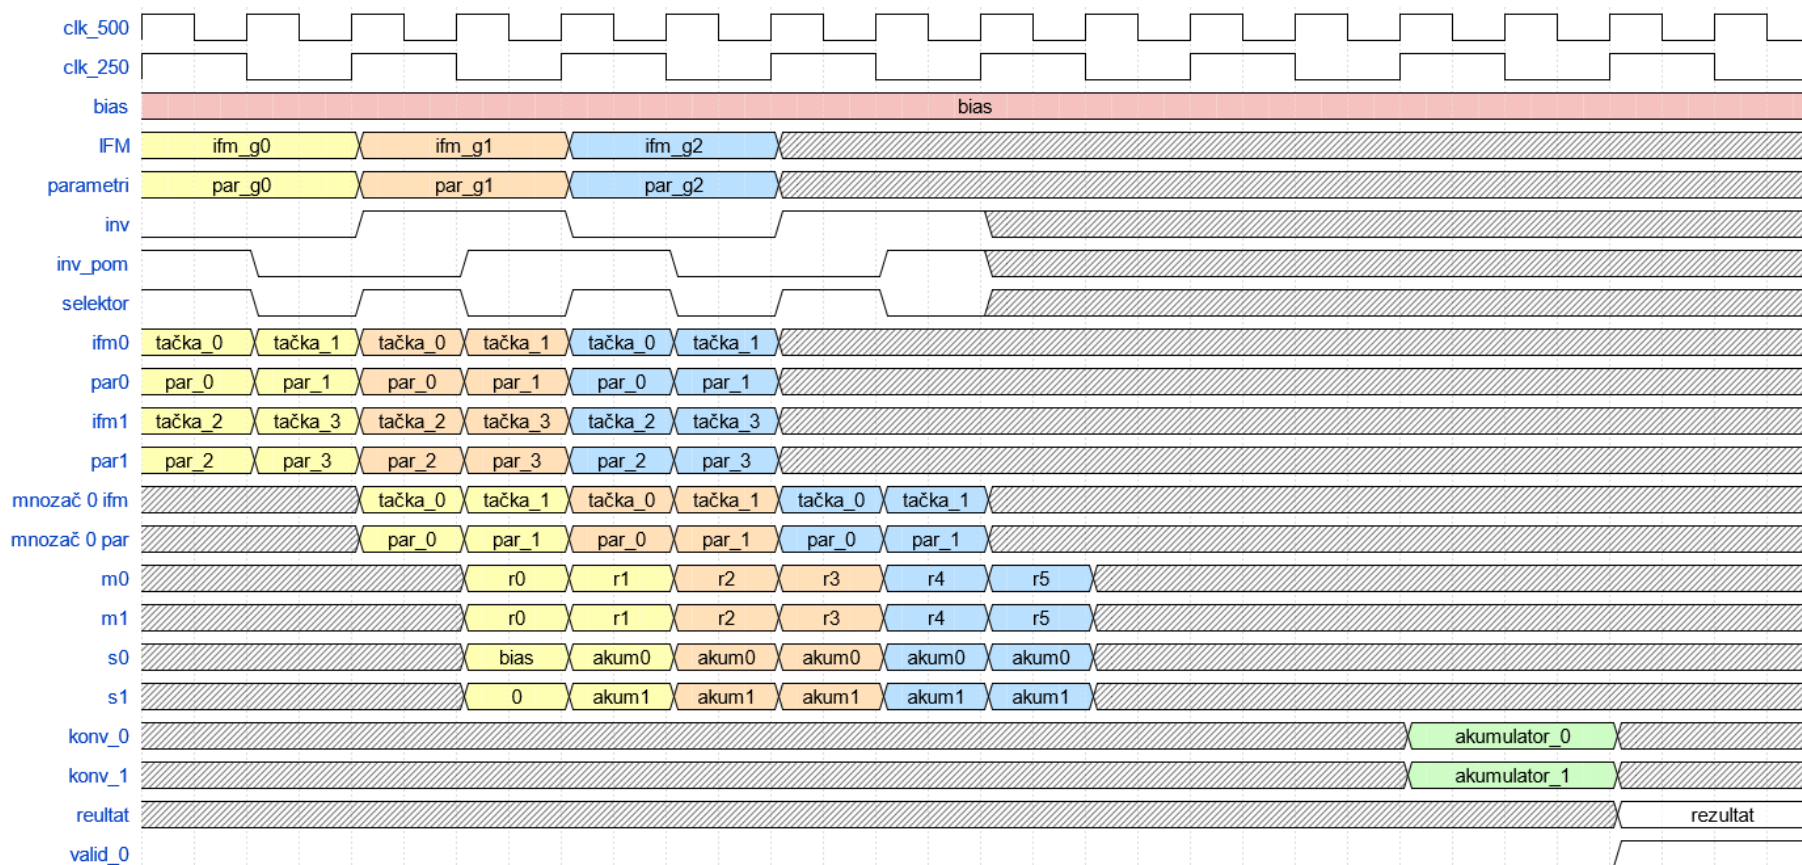 clk_500
clk_250
bias bias
IFM ifm_g0 ifm_g1 ifm_g2
parametri par_g0 par_g1 par_g2
inv
inv_pom
selektor
ifm0 tačka_0 tačka_1 tačka_0 tačka_1 tačka_0 tačka_1
par0 par_0 par_1 par_0 par_1 par_0 par_1
ifm1 tačka_2 tačka_3 tačka_2 tačka_3 tačka_2 tačka_3
par1 par_2 par_3 par_2 par_3 par_2 par_3
mnozač 0 ifm tačka_0 tačka_1 tačka_0 tačka_1 tačka_0 tačka_1
mnozač 0 par par_0 par_1 par_0 par_1 par_0 par_1
m0 r0 r1 r2 r3 r4 r5
m1 r0 r1 r2 r3 r4 r5
s0 bias akum0 akum0 akum0 akum0 akum0
s1 0 akum1 akum1 akum1 akum1 akum1
konv_0 akumulator_0
konv_1 akumulator_1
reultat rezultat
valid_0